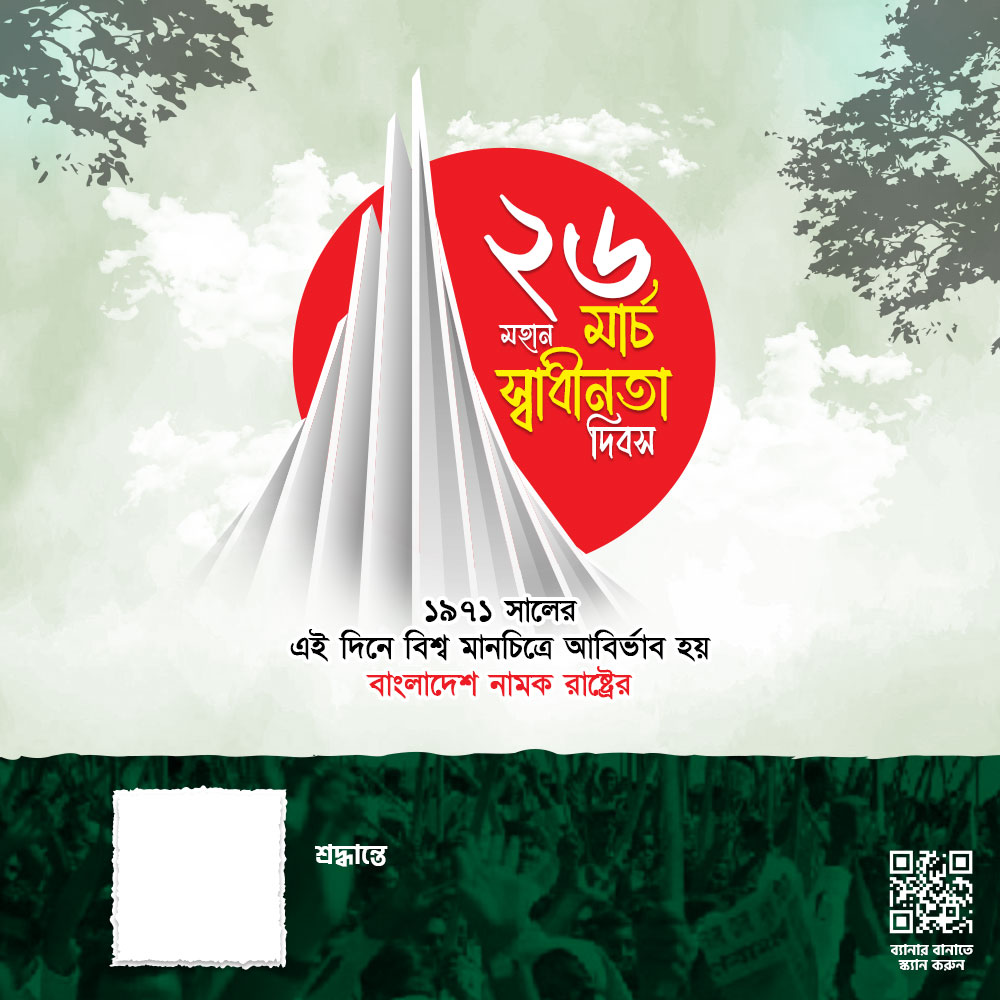 ২৬
মার্চ
মহান
স্বাধীনতা
দিবস
১৯৭১ সালের
এই দিনে বিশ্ব মানচিত্রে আবির্ভাব হয়
বাংলাদেশ নামক রাষ্ট্রের
শ্রদ্ধান্তে
ব্যানার বানাতে
স্ক্যান করুন